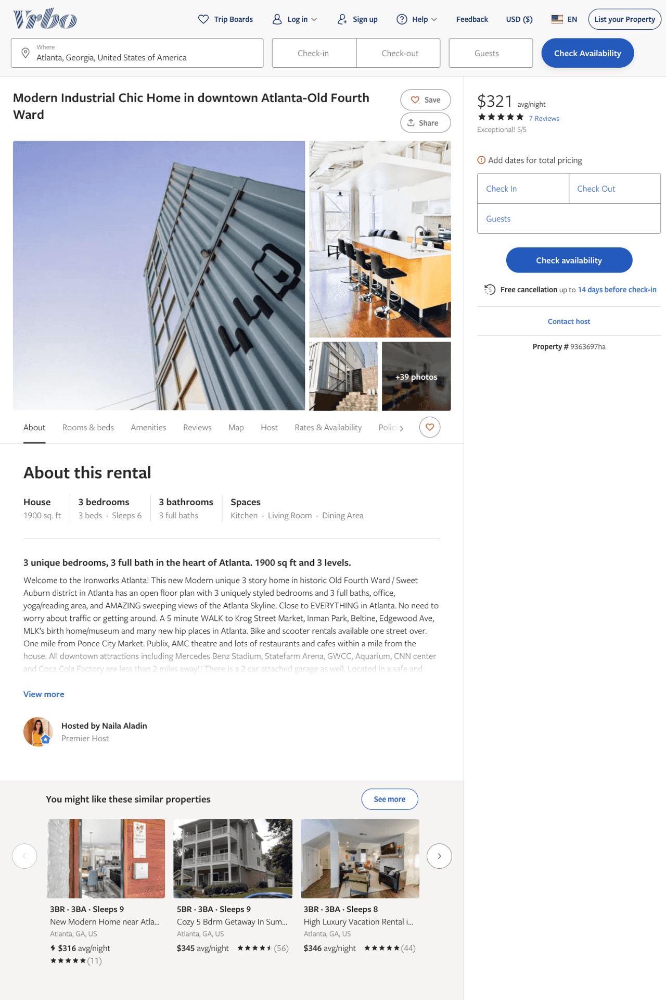 Vrbo
Trip Boards
Log in
Sign up
Help
Feedback
USD ($)
EN
List your Property
Where
Atlanta, Georgia, United States of America
Check-in
Check-out
Guests
Check Availability
Modern Industrial Chic Home in downtown Atlanta-Old Fourth
Ward
Save
Share
$321 avg/night
7 Reviews
Exceptional! 5/5
Add dates for total pricing
Check In
Check Out
Guests
Check availability
Free cancellation up to 14 days before check-in
Contact host
Property # 9363697ha
+39 photos
About
Rooms & beds
Amenities
Reviews
Map
Host
Rates & Availability
Polici
About this rental
House
1900 sq. ft
3 bedrooms
3 beds · Sleeps 6
3 bathrooms
3 full baths
Spaces
Kitchen · Living Room · Dining Area
3 unique bedrooms, 3 full bath in the heart of Atlanta. 1900 sq ft and 3 levels.
Welcome to the Ironworks Atlanta! This new Modern unique 3 story home in historic Old Fourth Ward / Sweet
Auburn district in Atlanta has an open floor plan with 3 uniquely styled bedrooms and 3 full baths, office,
yoga/reading area, and AMAZING sweeping views of the Atlanta Skyline. Close to EVERYTHING in Atlanta. No need to
worry about traffic or getting around. A 5 minute WALK to Krog Street Market, Inman Park, Beltine, Edgewood Ave,
MLK's birth home/museum and many new hip places in Atlanta. Bike and scooter rentals available one street over.
One mile from Ponce City Market. Publix, AMC theatre and lots of restaurants and cafes within a mile from the
house. All downtown attractions including Mercedes Benz Stadium, Statefarm Arena, GWCC, Aquarium, CNN center
and Coca Cola Factory are less than 2 miles away!! There is a 2 car attached garage as well. Located in a safe and
View more
Hosted by Naila Aladin
Premier Host
You might like these similar properties
See more
3BR · 3BA · Sleeps 9
New Modern Home near Atla...
Atlanta, GA, US
$316 avg/night
(11)
5BR · 3BA · Sleeps 9
Cozy 5 Bdrm Getaway In Sum...
Atlanta, GA, US
$345 avg/night
(56)
3BR · 3BA · Sleeps 8
High Luxury Vacation Rental i...
Atlanta, GA, US
$346 avg/night
(44)